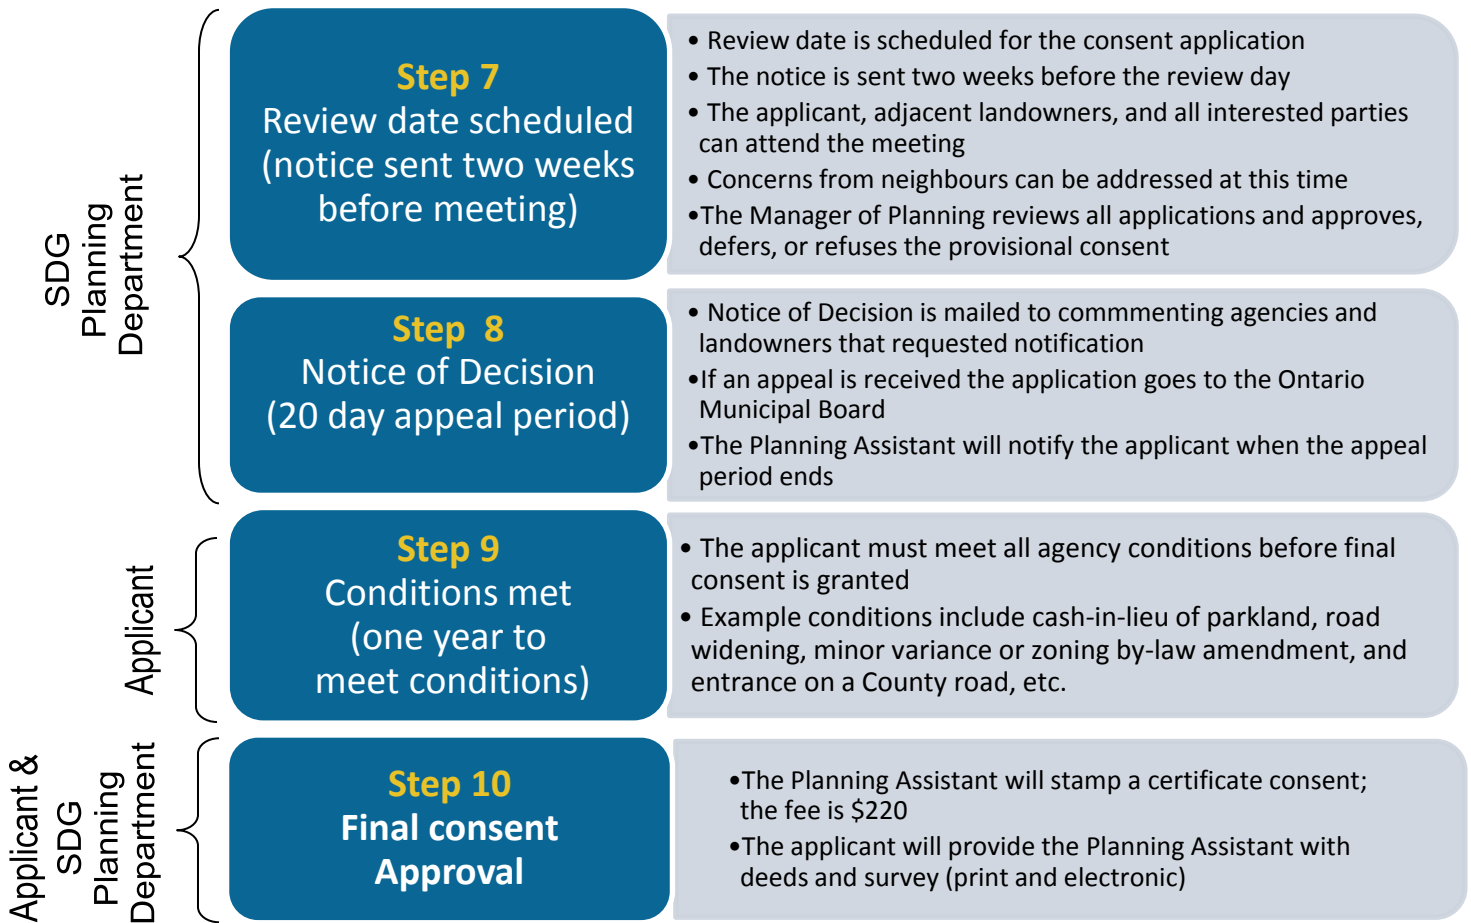 SDG
Planning
Department
Step 7
Review date scheduled
(notice sent two weeks
before meeting)
• Review date is scheduled for the consent application
• The notice is sent two weeks before the review day
• The applicant, adjacent landowners, and all interested parties
can attend the meeting
• Concerns from neighbours can be addressed at this time
•The Manager of Planning reviews all applications and approves,
defers, or refuses the provisional consent
Step 8
Notice of Decision
(20 day appeal period)
• Notice of Decision is mailed to commmenting agencies and
landowners that requested notification
•If an appeal is received the application goes to the Ontario
Municipal Board
•The Planning Assistant will notify the applicant when the appeal
period ends
Applicant
Step 9
Conditions met
(one year to
meet conditions)
• The applicant must meet all agency conditions before final
consent is granted
• Example conditions include cash-in-lieu of parkland, road
widening, minor variance or zoning by-law amendment, and
entrance on a County road, etc.
Applicant &
SDG
Planning
Department
Step 10
Final consent
Approval
•The Planning Assistant will stamp a certificate consent;
the fee is $220
•The applicant will provide the Planning Assistant with
deeds and survey (print and electronic)